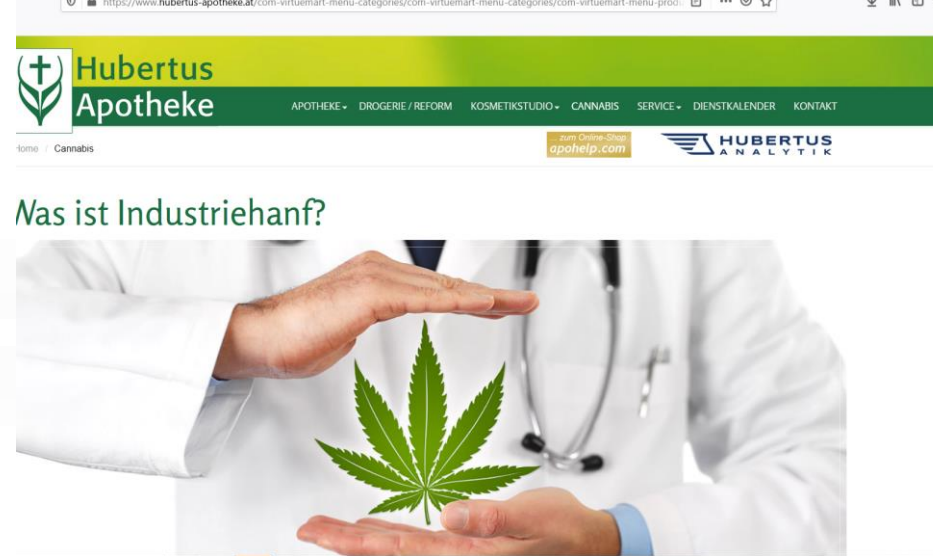 https://www.hubertus-apotheke.at/com-virtuemart-menu-categories/com-virtuemart-menu-categories/com-virtuemart-menu-prod
Hubertus
Apotheke
APOTHEKE DROGERIE / REFORM KOSMETIKSTUDIO CANNABIS SERVICE DIENSTKALENDER KONTAKT
Home / Cannabis
... zum Online-Shop
apohelp.com
HUBERTUS
ANALYTIK
Was ist Industriehanf?